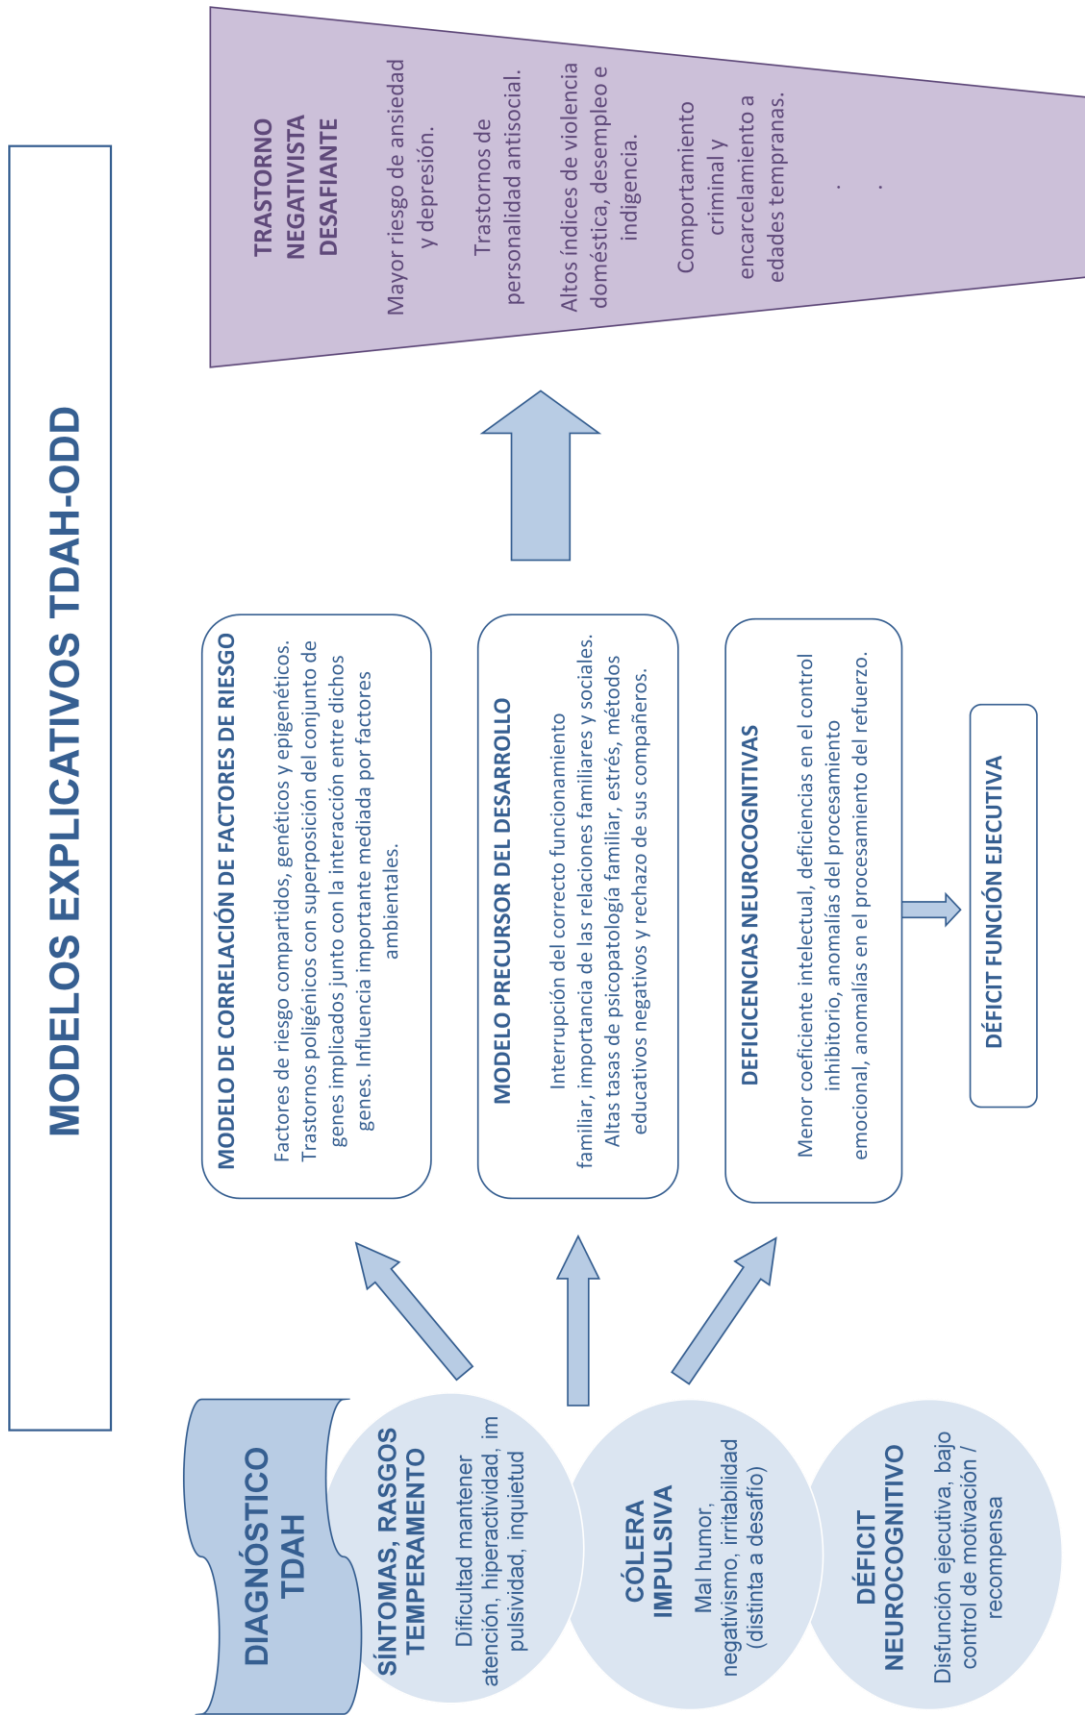 MODELOS EXPLICATIVOS TDAH-ODD
DIAGNÓSTICO
TDAH
SÍNTOMAS, RASGOS
TEMPERAMENTO
Dificultad mantener
atención, hiperactividad, im
pulsividad, inquietud
CÓLERA
IMPULSIVA
Mal humor,
negativismo, irritabilidad
(distinta a desafío)
DÉFICIT
NEUROCOGNITIVO
Disfunción ejecutiva, bajo
control de motivación /
recompensa
MODELO DE CORRELACIÓN DE FACTORES DE RIESGO
Factores de riesgo compartidos, genéticos y epigenéticos.
Trastornos poligénicos con superposición del conjunto de
genes implicados junto con la interacción entre dichos
genes. Influencia importante mediada por factores
ambientales.
MODELO PRECURSOR DEL DESARROLLO
Interrupción del correcto funcionamiento
familiar, importancia de las relaciones familiares y sociales.
Altas tasas de psicopatología familiar, estrés, métodos
educativos negativos y rechazo de sus compañeros.
DEFICICENCIAS NEUROCOGNITIVAS
Menor coeficiente intelectual, deficiencias en el control
inhibitorio, anomalías del procesamiento
emocional, anomalías en el procesamiento del refuerzo.
DÉFICIT FUNCIÓN EJECUTIVA
TRASTORNO
NEGATIVISTA
DESAFIANTE
Mayor riesgo de ansiedad
y depresión.
Trastornos de
personalidad antisocial.
Altos índices de violencia
doméstica, desempleo e
indigencia.
Comportamiento
criminal y
encarcelamiento a
edades tempranas.
.
.